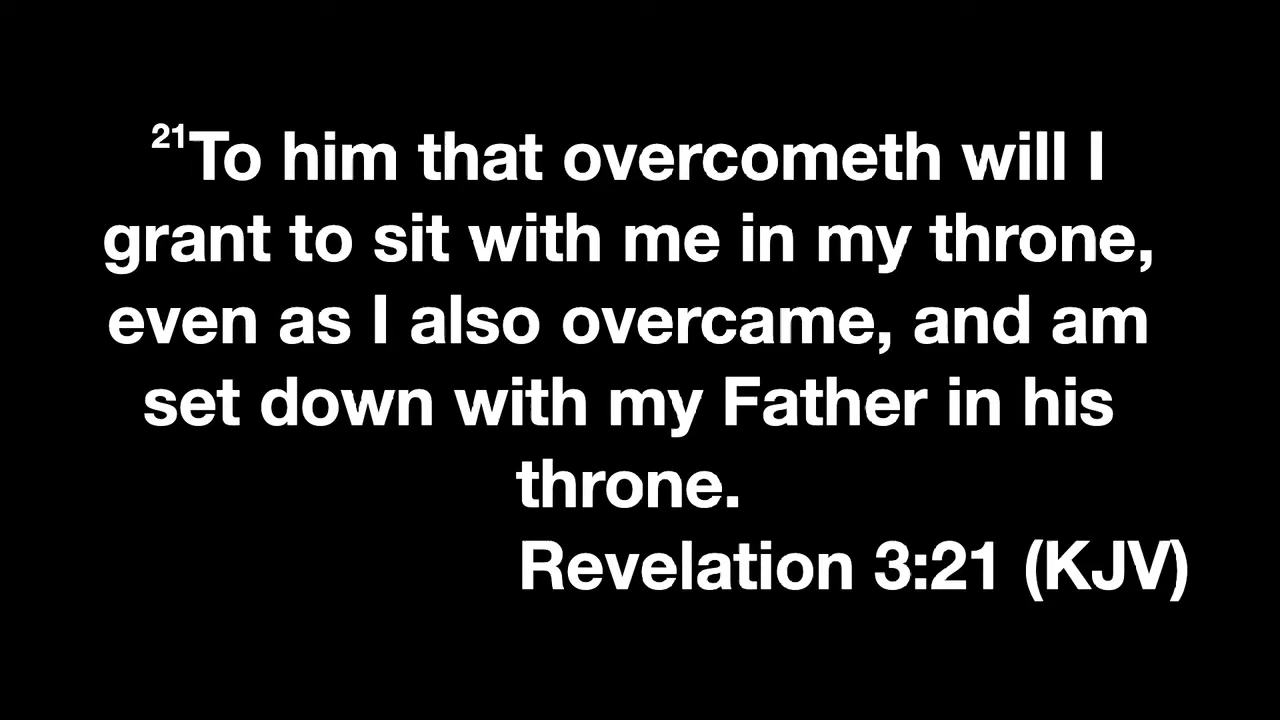 21To him that overcometh will I
grant to sit with me in my throne,
even as I also overcame, and am
set down with my Father in his
throne.
Revelation 3:21 (KJV)